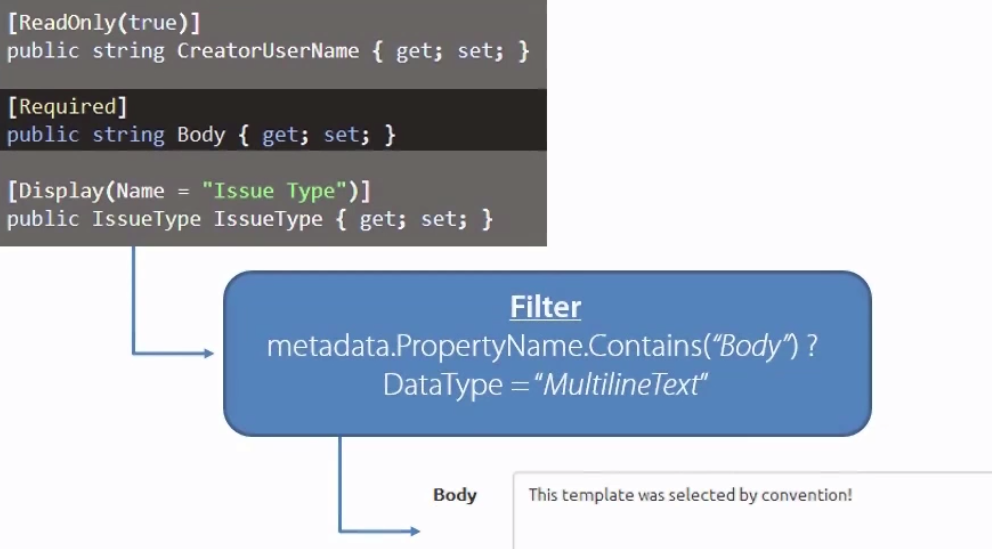 [ReadOnly(true)]
public string CreatorUserName { get; set; }
[Required]
public string Body { get; set; }
[Display(Name = "Issue Type")]
public IssueType IssueType { get; set; }
Filter
metadata.PropertyName.Contains(“Body”) ?
DataType = “MultilineText”
Body
This template was selected by convention!